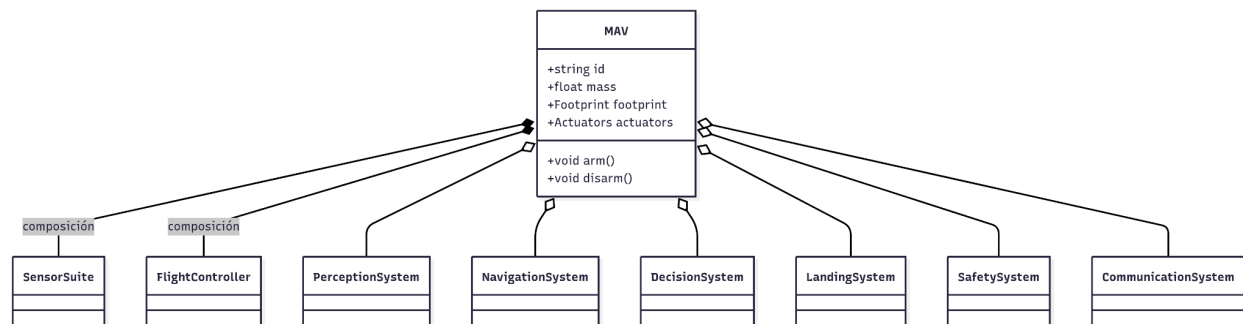 MAV
+string id
+float mass
+Footprint footprint
+Actuators actuators
+void arm()
+void disarm()
composición
composición
SensorSuite
FlightController
PerceptionSystem
NavigationSystem
DecisionSystem
LandingSystem
SafetySystem
CommunicationSystem